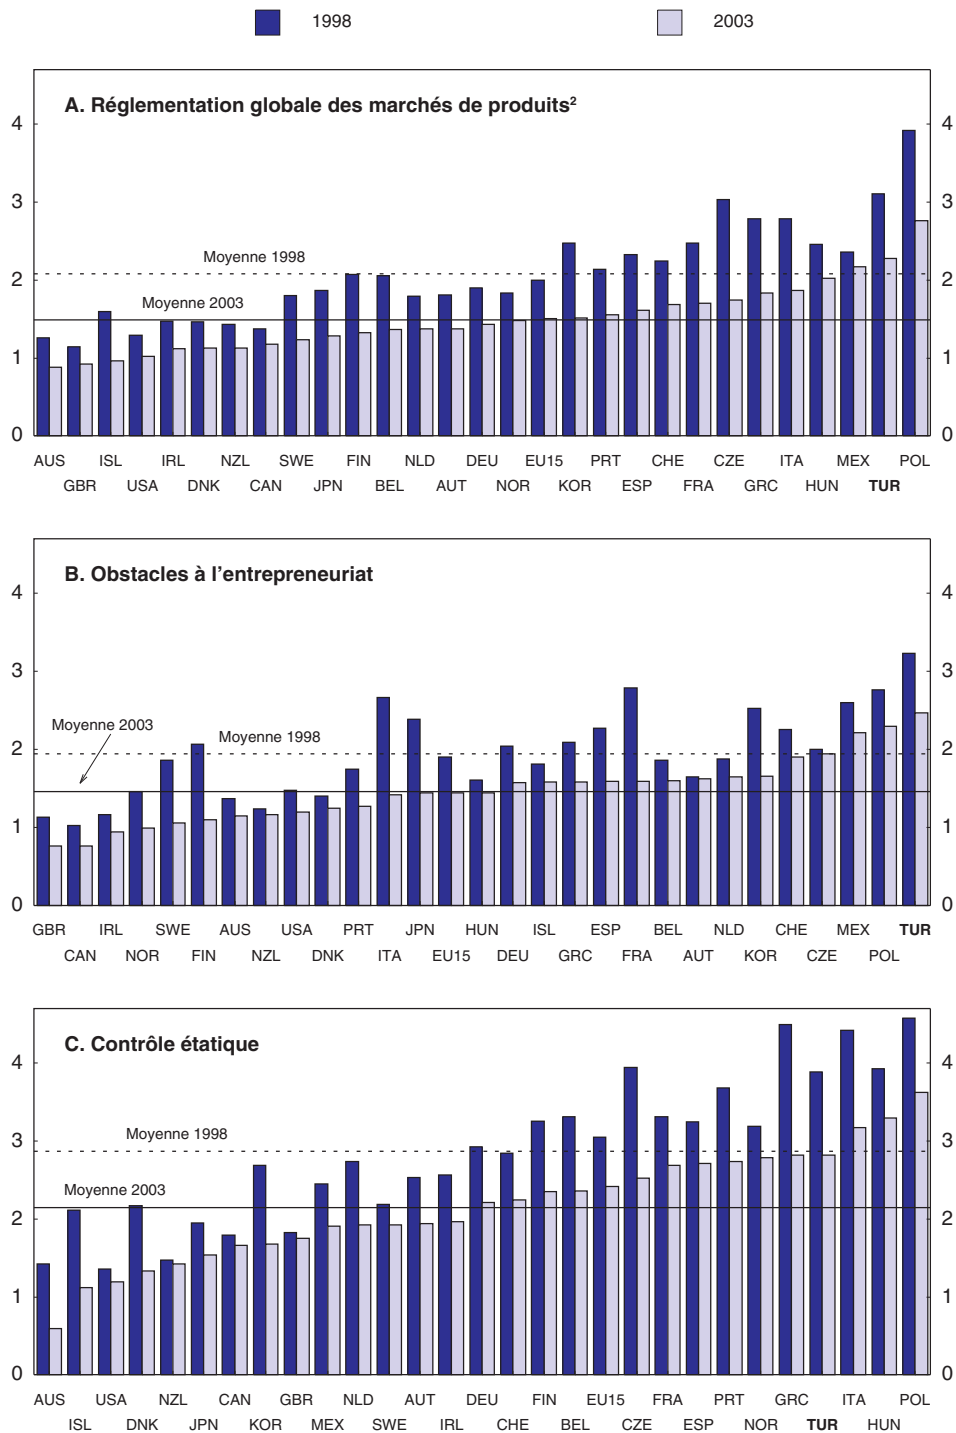 1998 2003
A. Réglementation globale des marchés de produits2
4 4
3 3
Moyenne 1998
2 2
Moyenne 2003
1 1
0 0
AUS ISL IRL NZL SWE FIN NLD DEU EU15 PRT CHE CZE ITA MEX POL
GBR USA DNK CAN JPN BEL AUT NOR KOR ESP FRA GRC HUN TUR
B. Obstacles à l’entrepreneuriat
4 4
3 3
Moyenne 2003
Moyenne 1998
2 2
1 1
0 0
GBR IRL SWE AUS USA PRT JPN HUN ISL ESP BEL NLD CHE MEX TUR
CAN NOR FIN NZL DNK ITA EU15 DEU GRC FRA AUT KOR CZE POL
C. Contrôle étatique
4 4
3 3
Moyenne 1998
Moyenne 2003
2 2
1 1
0 0
AUS USA NZL CAN GBR NLD AUT DEU FIN EU15 FRA PRT GRC ITA POL
ISL DNK JPN KOR MEX SWE IRL CHE BEL CZE ESP NOR TUR HUN